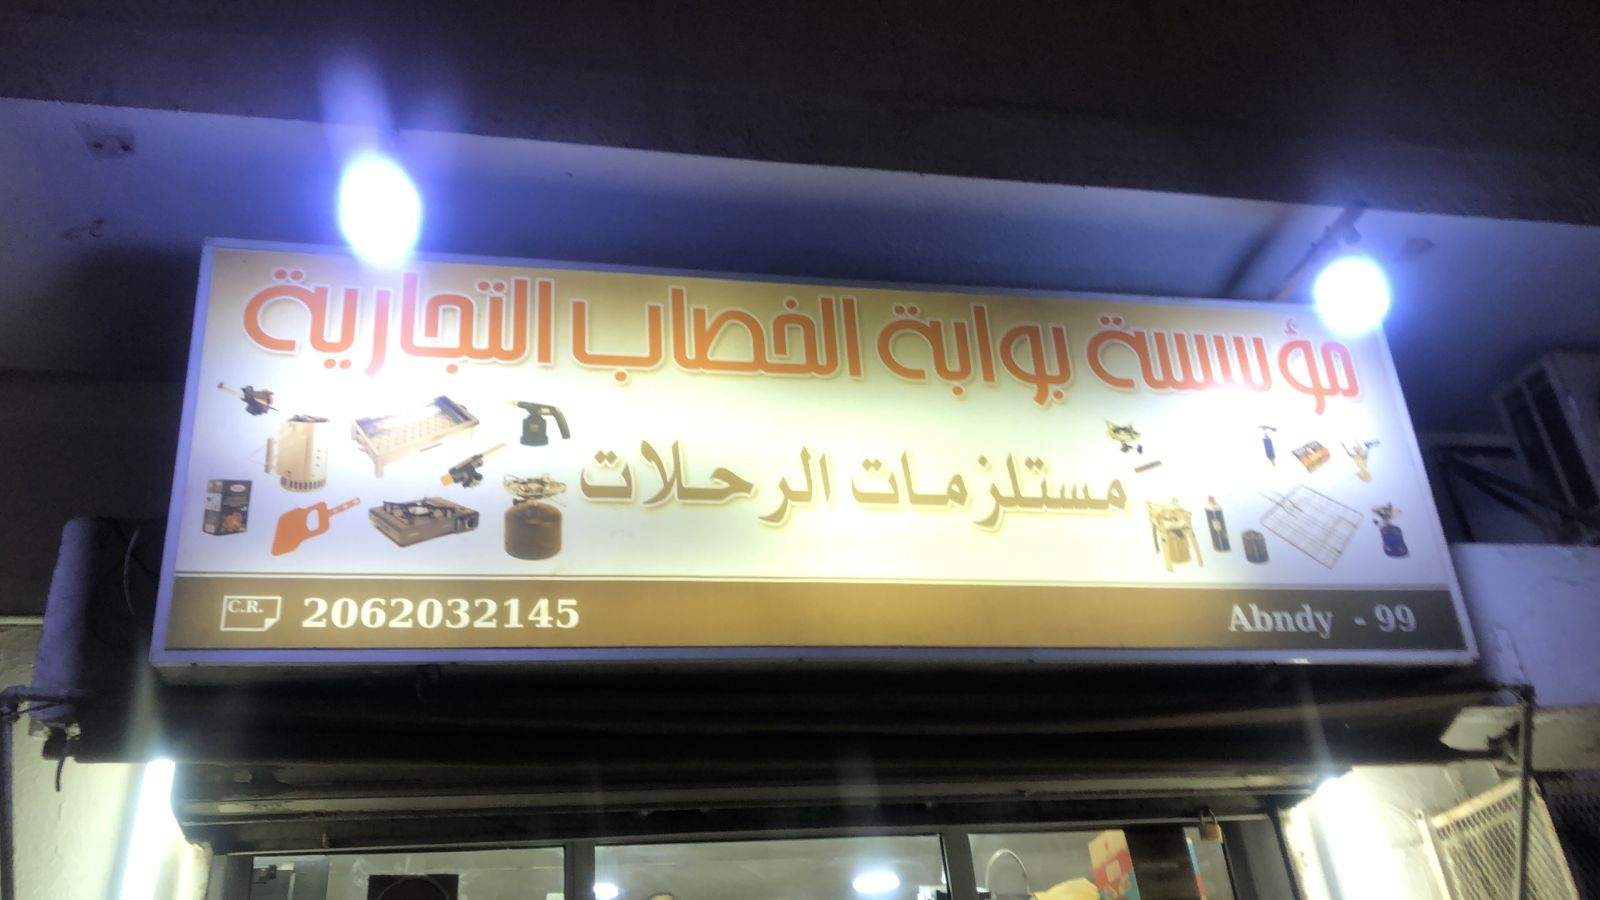 مؤسسة بوابة الخصاب التجارية
مستلزمات الرحلات
C.R. 2062032145
Abndy - 99